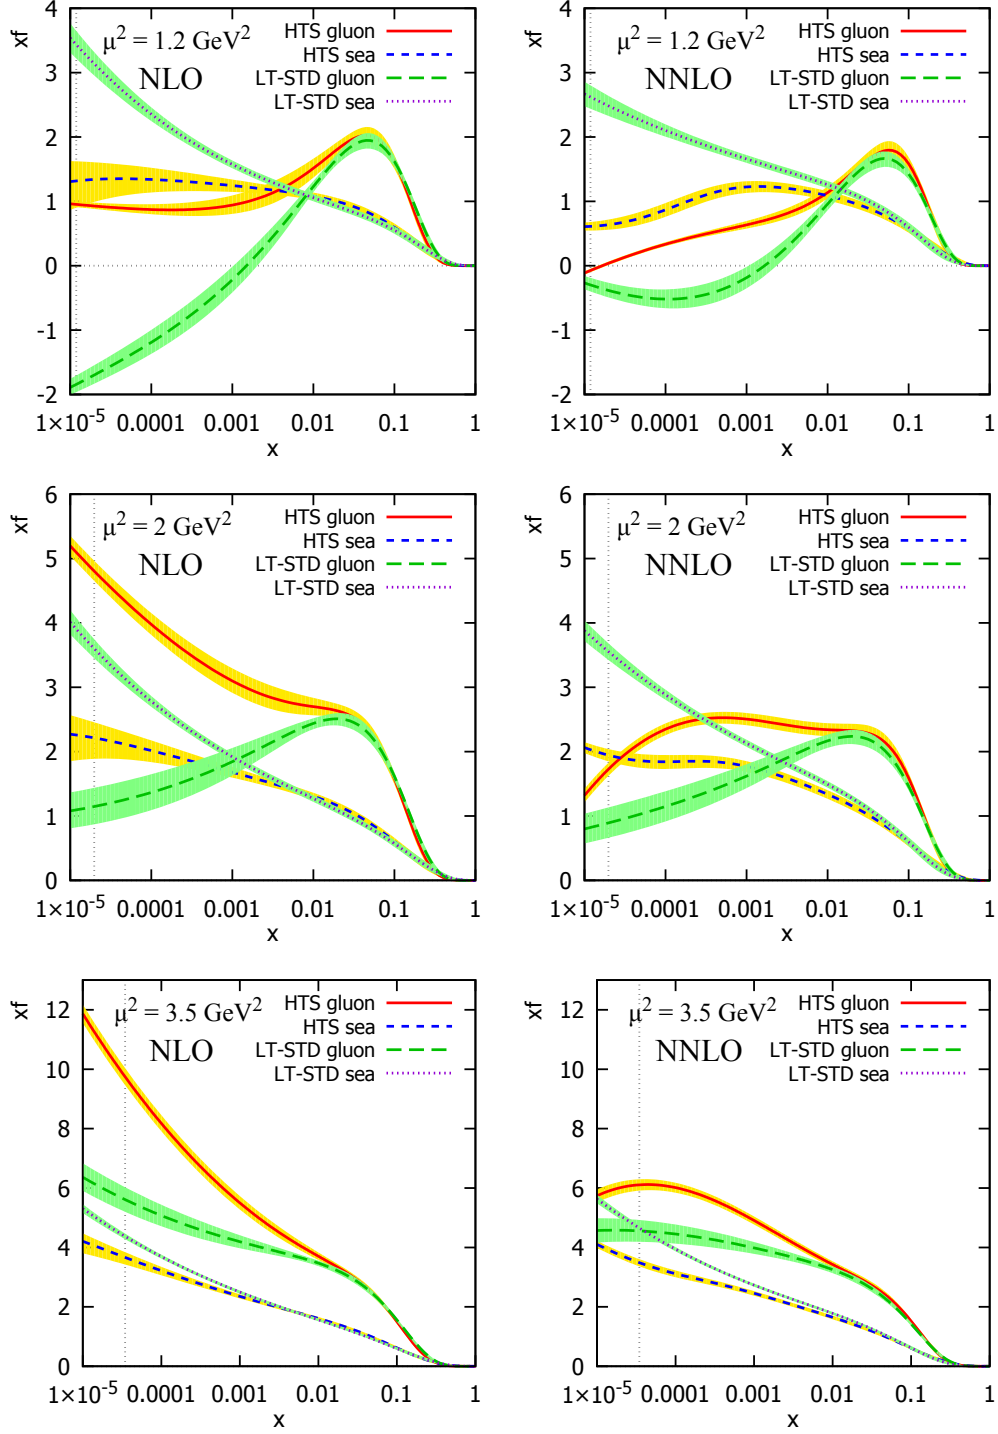 xf
4
3
2
1
0
-1
-2
μ² = 1.2 GeV²
NLO
HTS gluon
HTS sea
LT-STD gluon
LT-STD sea
1×10⁻⁵ 0.0001 0.001 0.01 0.1 1
x
xf
4
3
2
1
0
-1
-2
μ² = 1.2 GeV²
NNLO
HTS gluon
HTS sea
LT-STD gluon
LT-STD sea
1×10⁻⁵ 0.0001 0.001 0.01 0.1 1
x
xf
6
5
4
3
2
1
0
μ² = 2 GeV²
NLO
HTS gluon
HTS sea
LT-STD gluon
LT-STD sea
1×10⁻⁵ 0.0001 0.001 0.01 0.1 1
x
xf
6
5
4
3
2
1
0
μ² = 2 GeV²
NNLO
HTS gluon
HTS sea
LT-STD gluon
LT-STD sea
1×10⁻⁵ 0.0001 0.001 0.01 0.1 1
x
xf
12
10
8
6
4
2
0
μ² = 3.5 GeV²
NLO
HTS gluon
HTS sea
LT-STD gluon
LT-STD sea
1×10⁻⁵ 0.0001 0.001 0.01 0.1 1
x
xf
12
10
8
6
4
2
0
μ² = 3.5 GeV²
NNLO
HTS gluon
HTS sea
LT-STD gluon
LT-STD sea
1×10⁻⁵ 0.0001 0.001 0.01 0.1 1
x